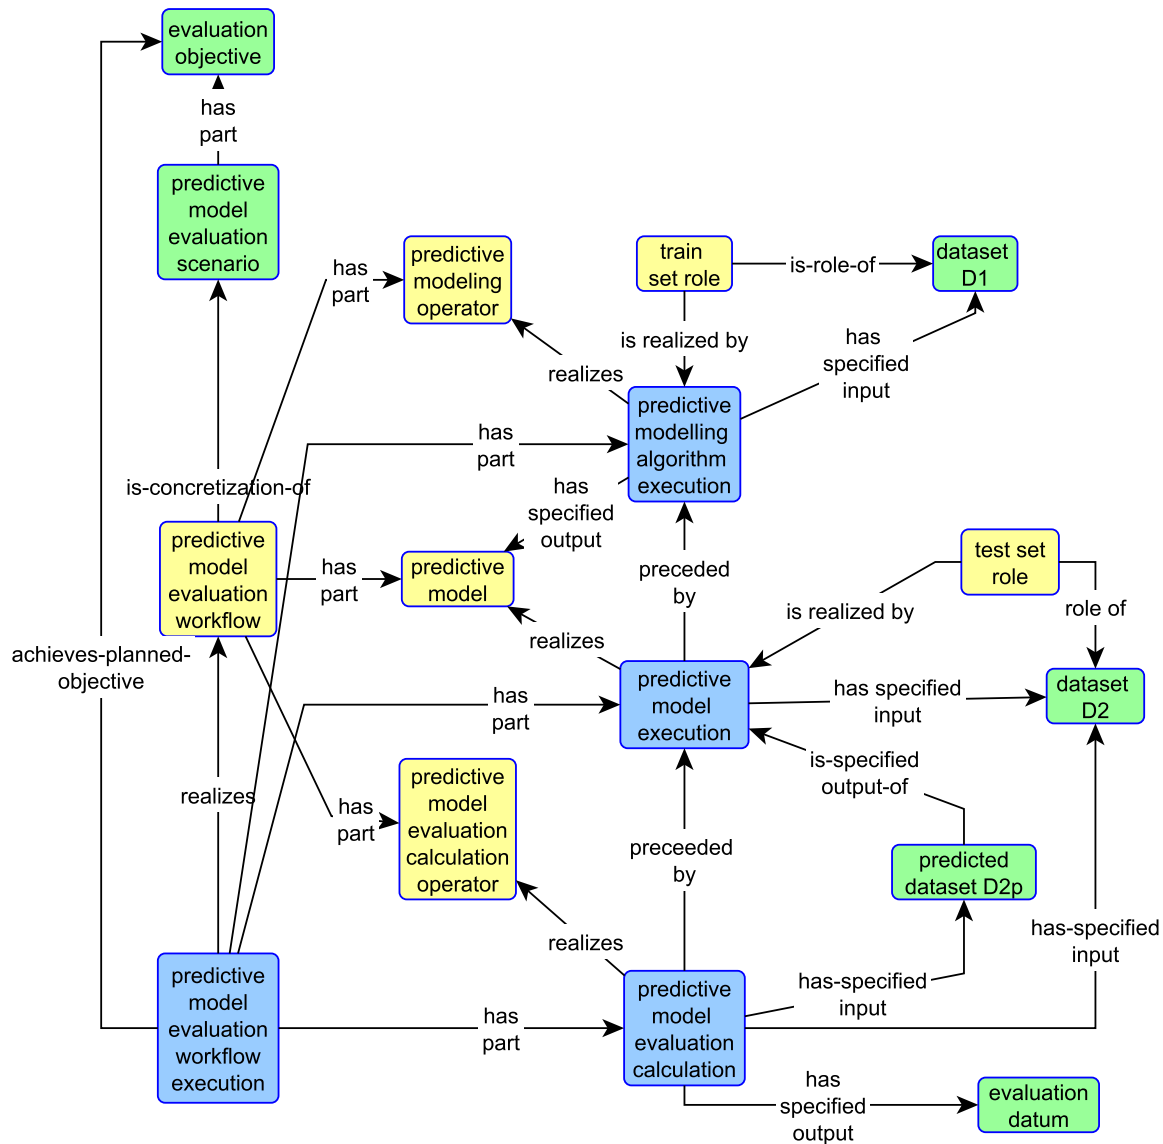 evaluation
objective
has
part
predictive
model
evaluation
scenario
predictive
modeling
operator
has
part
train
set role
is-role-of
dataset
D1
is realized by
has
specified
input
realizes
predictive
modelling
algorithm
execution
has
part
is-concretization-of
has
specified
output
predictive
model
evaluation
workflow
has
part
predictive
model
preceded
by
test set
role
is realized by
role of
realizes
achieves-planned-
objective
predictive
model
execution
has specified
input
dataset
D2
has
part
is-specified
output-of
realizes
predictive
model
evaluation
calculation
operator
has
part
preceeded
by
predicted
dataset D2p
has-specified
input
realizes
predictive
model
evaluation
workflow
execution
has
part
predictive
model
evaluation
calculation
has-specified
input
has
specified
output
evaluation
datum